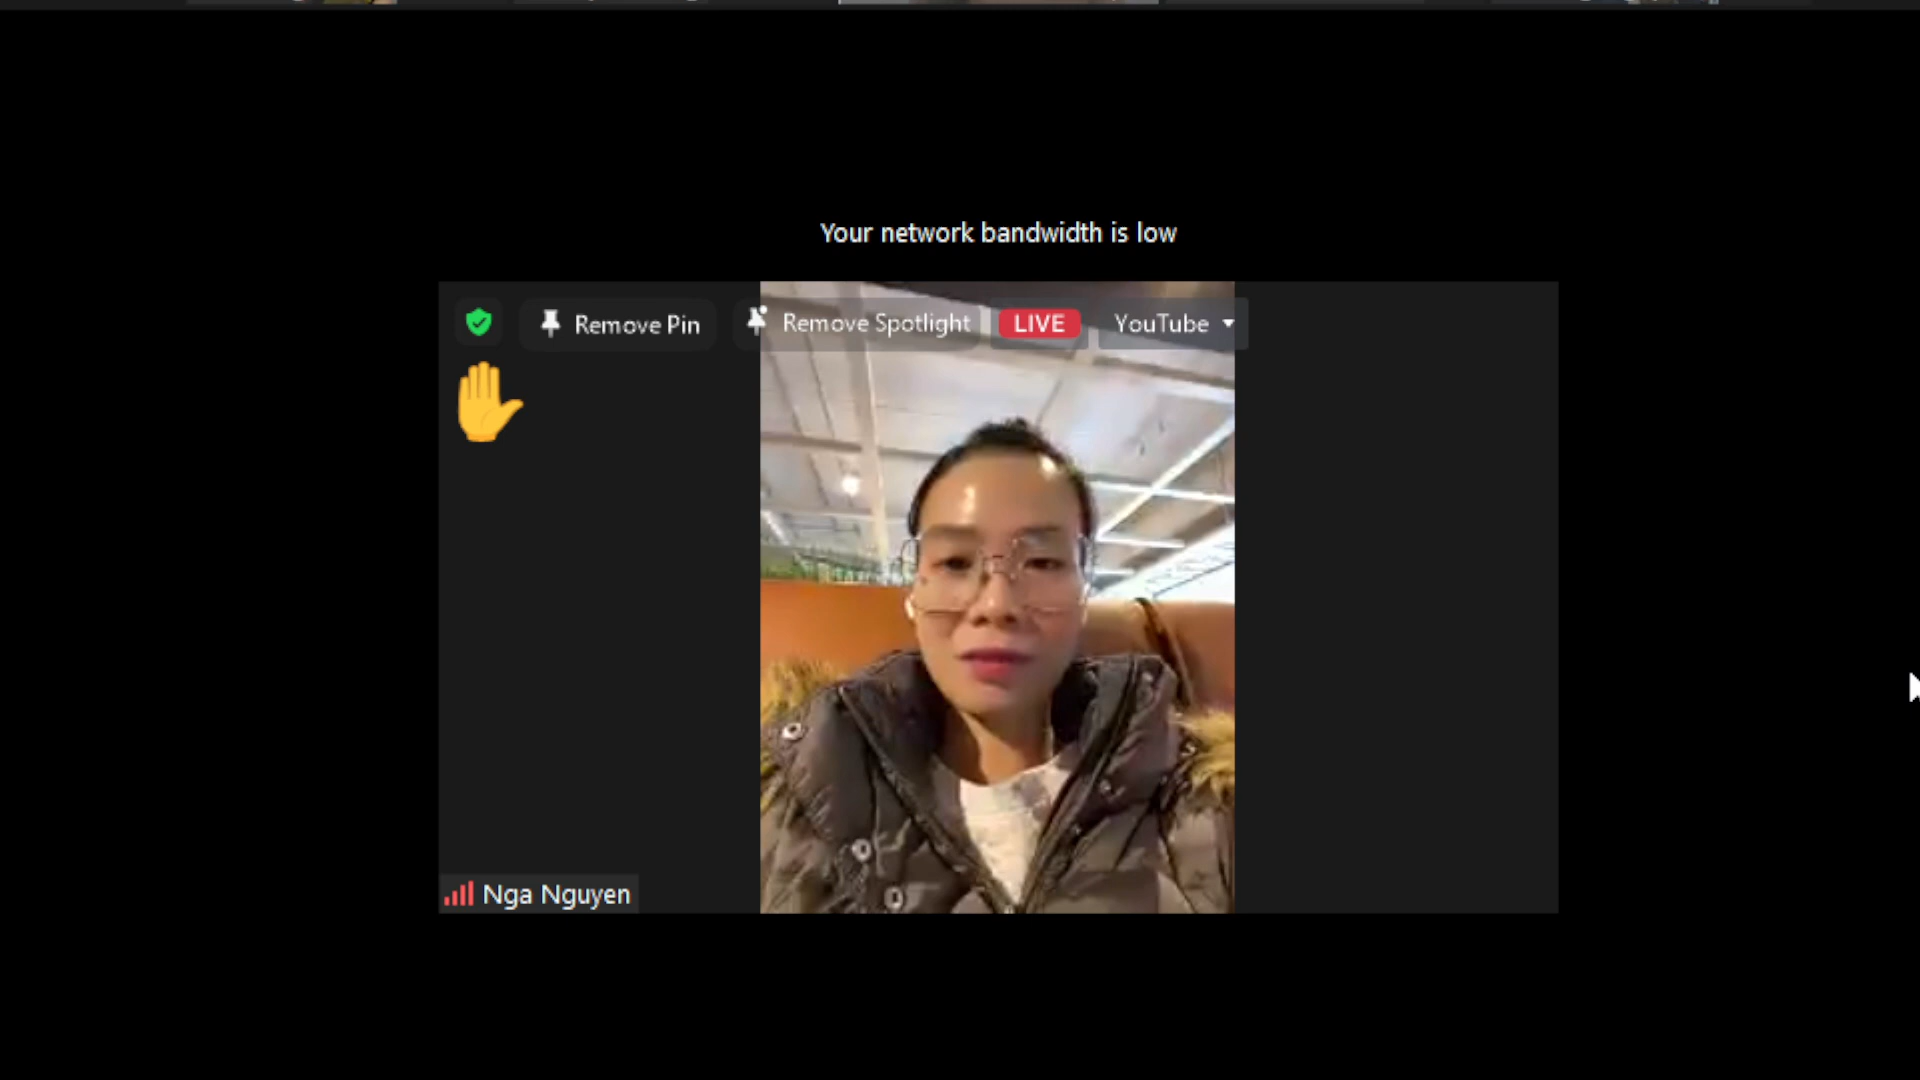 Your network bandwidth is low
Remove Pin
Remove Spotlight
LIVE
YouTube
Nga Nguyen